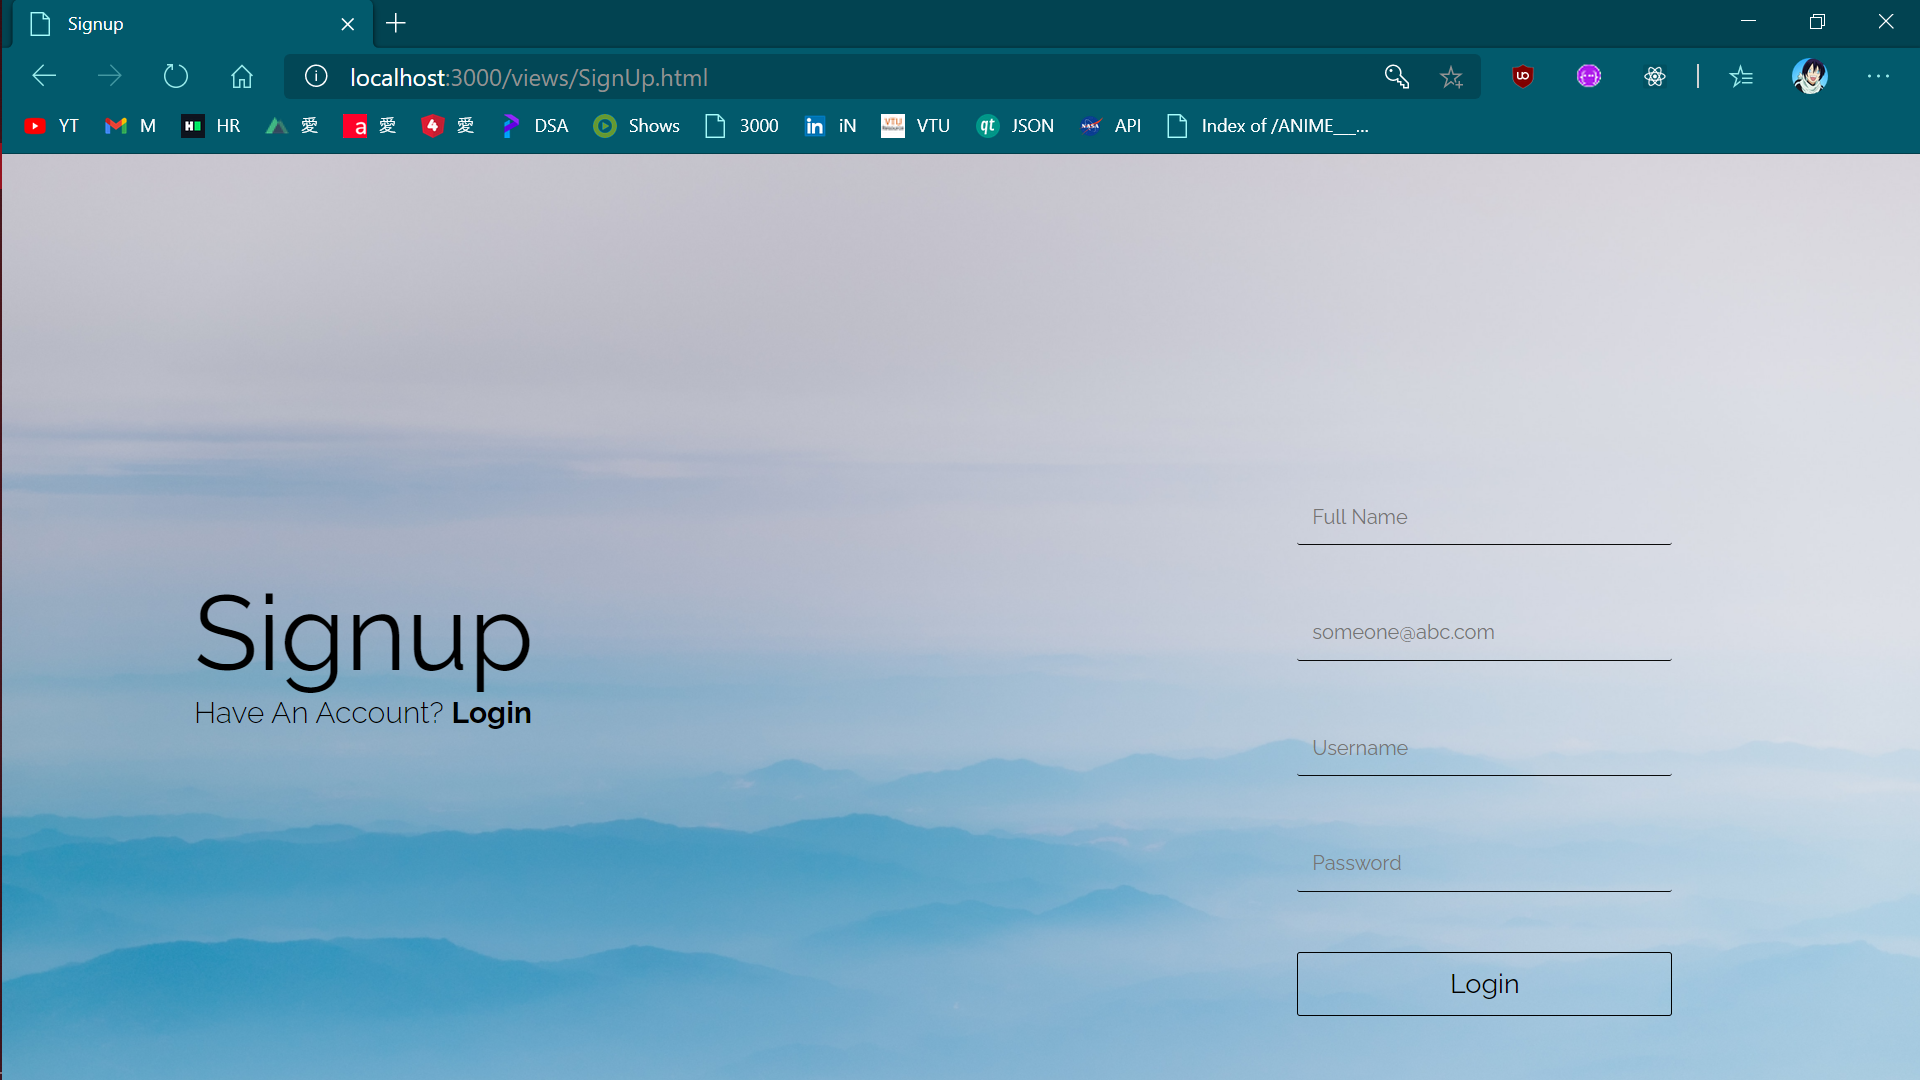 Signup
localhost:3000/views/SignUp.html
YT M HR 愛 愛 愛 DSA Shows 3000 iN VTU JSON API Index of /ANIME___...
Full Name
someone@abc.com
Signup
Have An Account? Login
Username
Password
Login